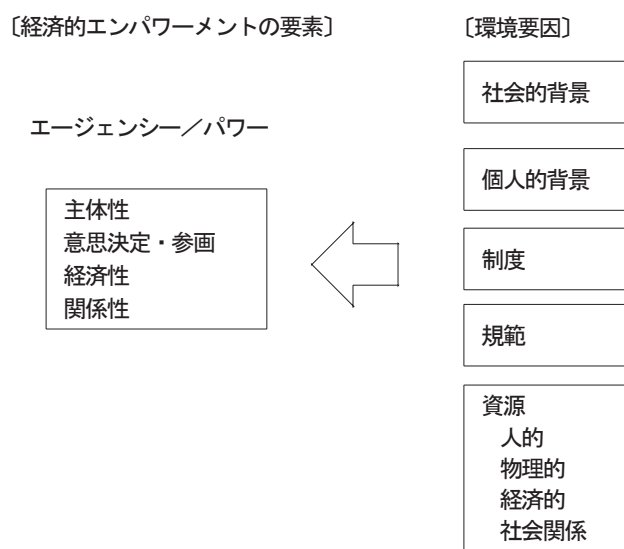 〔経済的エンパワーメントの要素〕
エージェンシー／パワー
主体性
意思決定・参画
経済性
関係性
〔環境要因〕
社会的背景
個人的背景
制度
規範
資源
人的
物理的
経済的
社会関係